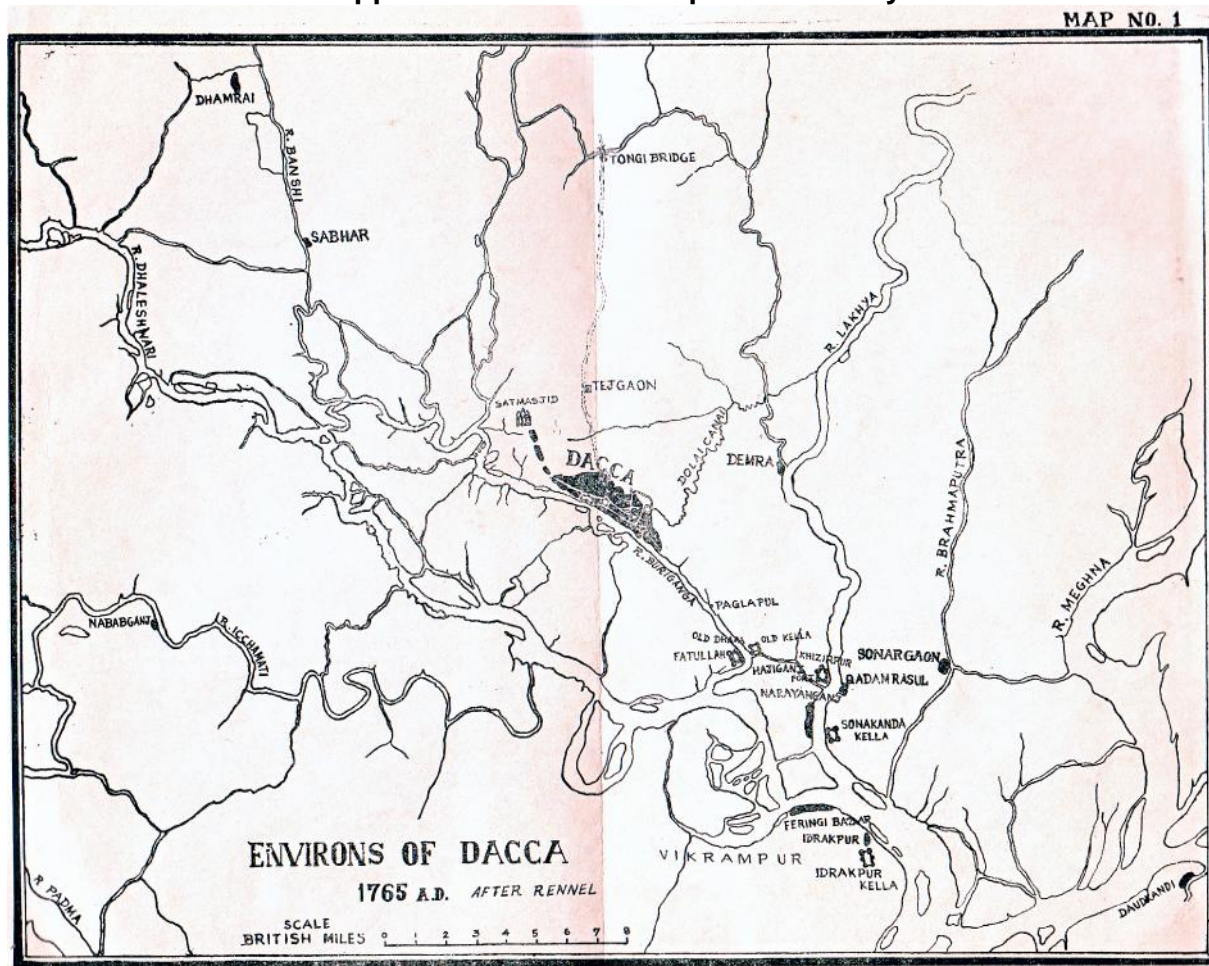 MAP NO. 1
DHAMRAI
R. BANSHI
TONGI BRIDGE
SABHAR
R. DHALESHWARI
R. LAKHYA
TEJGAON
SATMASJID
DOLAI CANAL
DACCA
DEMRA
R. BRAHMAPUTRA
R. BURIGANGA
R. MEGHNA
PAGLAPUL
NABABGANJ
R. ICCHAMATI
OLD DHAKA
OLD KELLA
FATULLAH
KHIZIRPUR
HAZIGANJ
FORT
SONARGAON
QADAM RASUL
NARAYANGANJ
SONAKANDA
KELLA
FERINGI BAZAR
IDRAKPUR
VIKRAMPUR
IDRAKPUR
KELLA
DAUDKANDI
R PADMA
ENVIRONS OF DACCA
1765 A.D. AFTER RENNEL
SCALE
BRITISH MILES 0 1 2 3 4 5 6 7 8